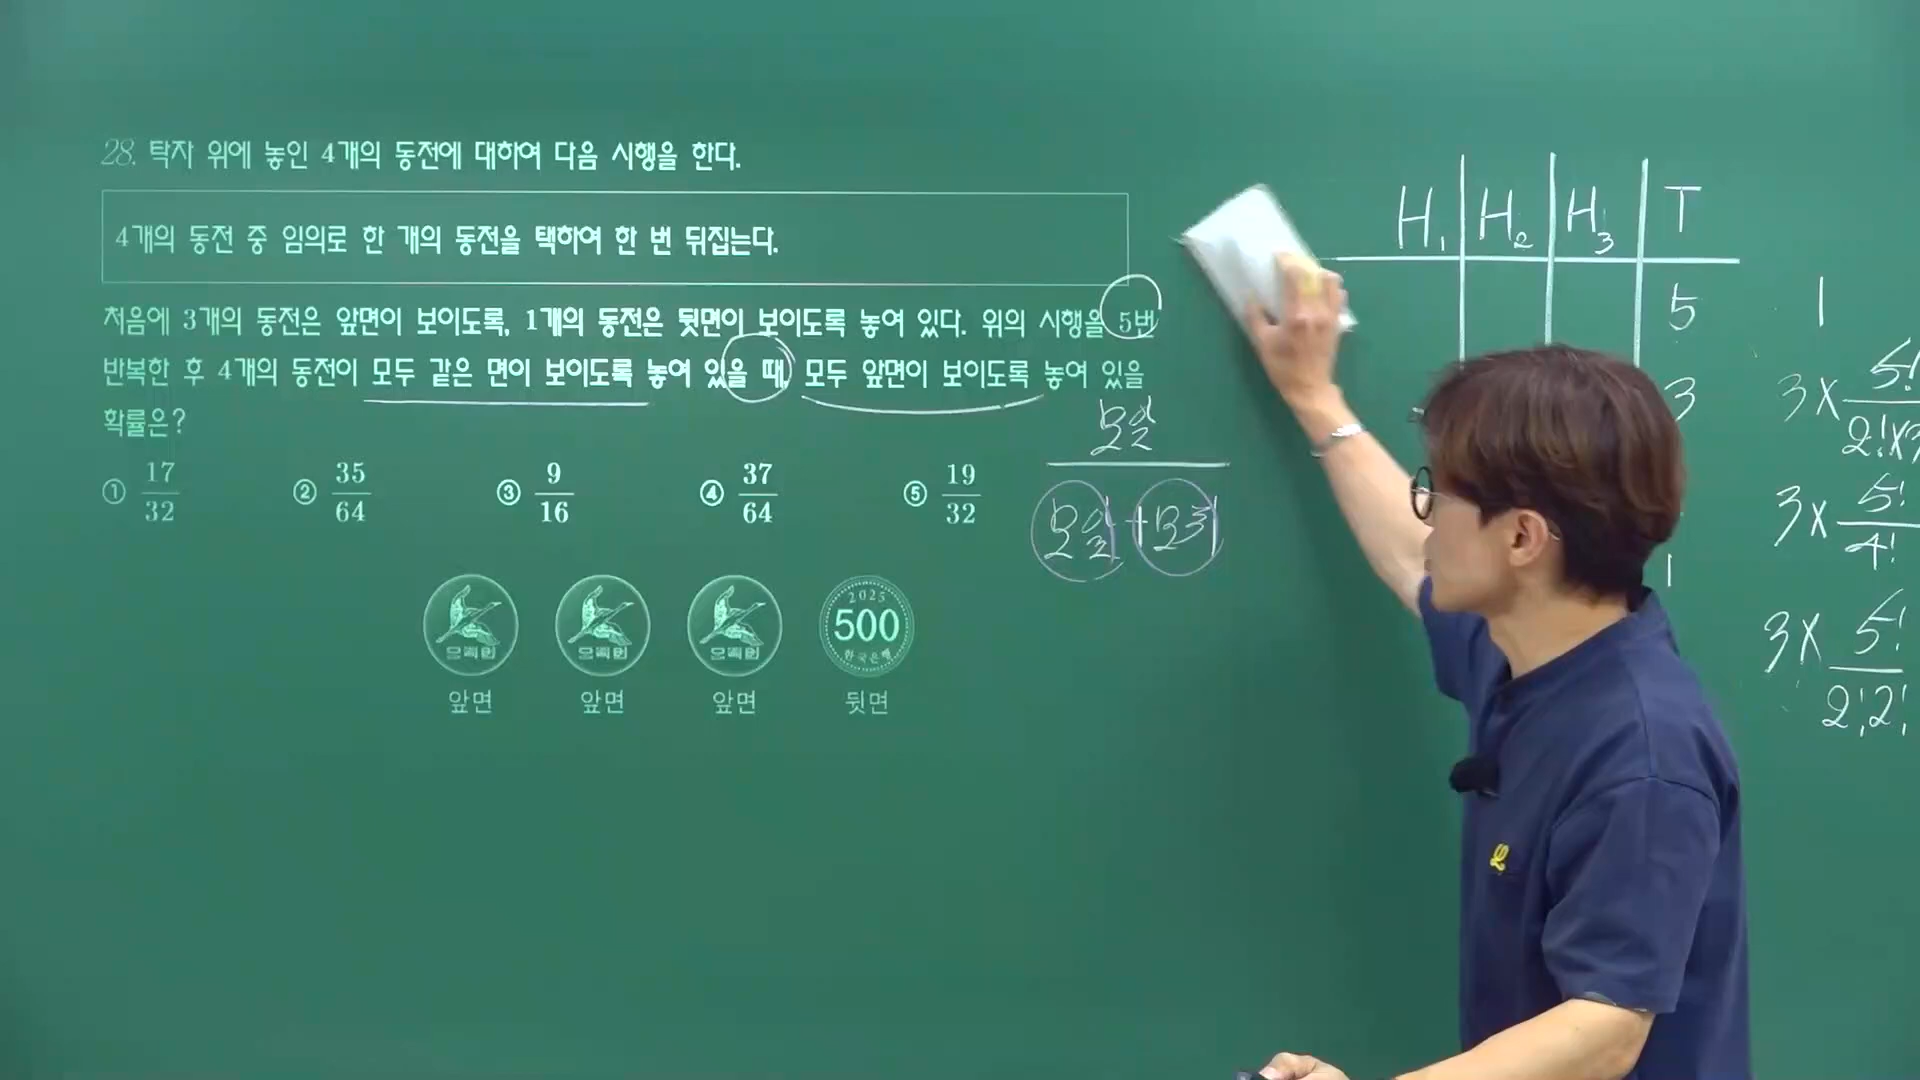 28. 탁자 위에 놓인 4개의 동전에 대하여 다음 시행을 한다.
4개의 동전 중 임의로 한 개의 동전을 택하여 한 번 뒤집는다.
처음에 3개의 동전은 앞면이 보이도록, 1개의 동전은 뒷면이 보이도록 놓여 있다. 위의 시행을 5번
반복한 후 4개의 동전이 모두 같은 면이 보이도록 놓여 있을 때, 모두 앞면이 보이도록 놓여 있을
확률은?
① 17/32 ② 35/64 ③ 9/16 ④ 37/64 ⑤ 19/32
2025
500
한국은행
앞면 앞면 앞면 뒷면
H₁ H₂ H₃ T
5 1
3 3×5!/2!×3
3×5!/4!
1
3×5!/2!2!